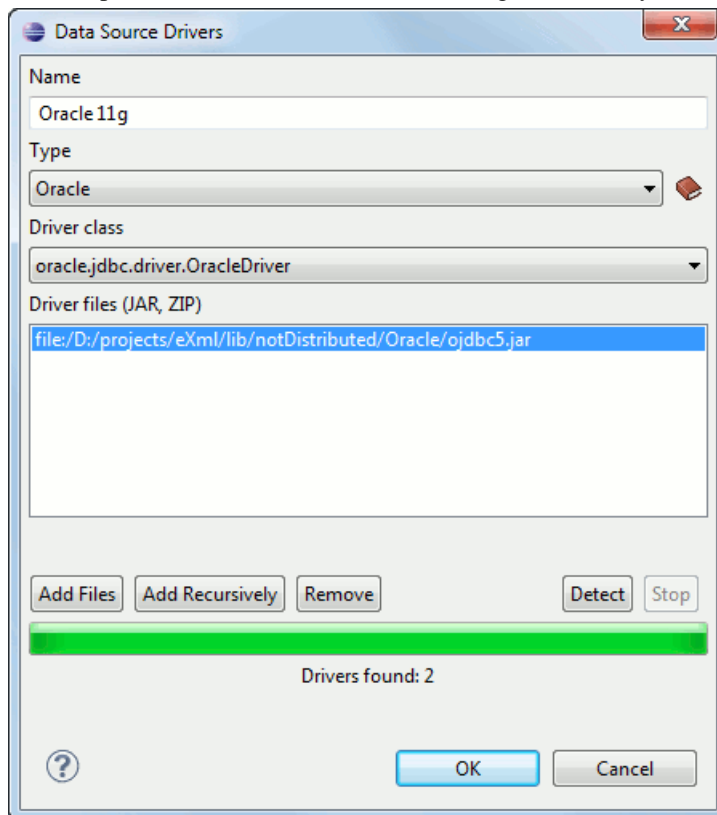 Data Source Drivers
Name
Oracle 11g
Type
Oracle
Driver class
oracle.jdbc.driver.OracleDriver
Driver files (JAR, ZIP)
file:/D:/projects/eXml/lib/notDistributed/Oracle/ojdbc5.jar
Add Files Add Recursively Remove Detect Stop
Drivers found: 2
? OK Cancel